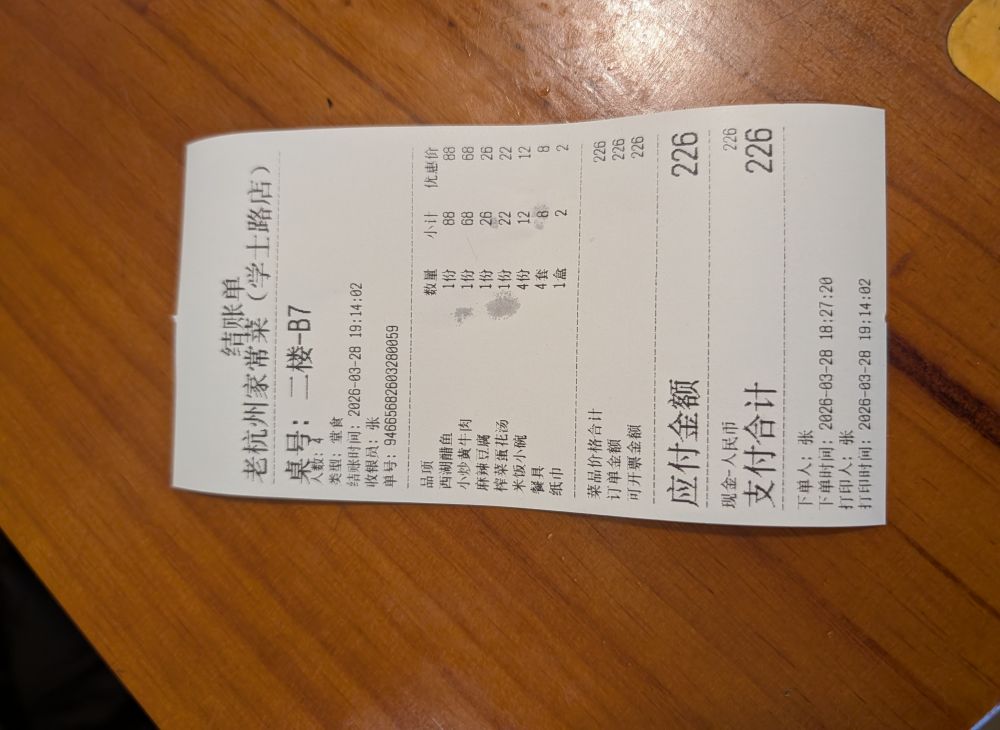 结账单
老杭州家常菜（学士路店）
桌号：二楼-B7
人数：4
类型：堂食
结账时间：2026-03-28 19:14:02
收银员：张
单号：94665682603280059
品项 数量 小计 优惠价
西湖醋鱼 1份 88 88
小炒黄牛肉 1份 68 68
麻辣豆腐 1份 26 26
榨菜蛋花汤 1份 22 22
米饭小碗 4份 12 12
餐具 4套 8 8
纸巾 1盒 2 2
菜品价格合计 226
订单金额 226
可开票金额 226
应付金额 226
现金-人民币 226
支付合计 226
下单人：张
下单时间：2026-03-28 18:27:20
打印人：张
打印时间：2026-03-28 19:14:02